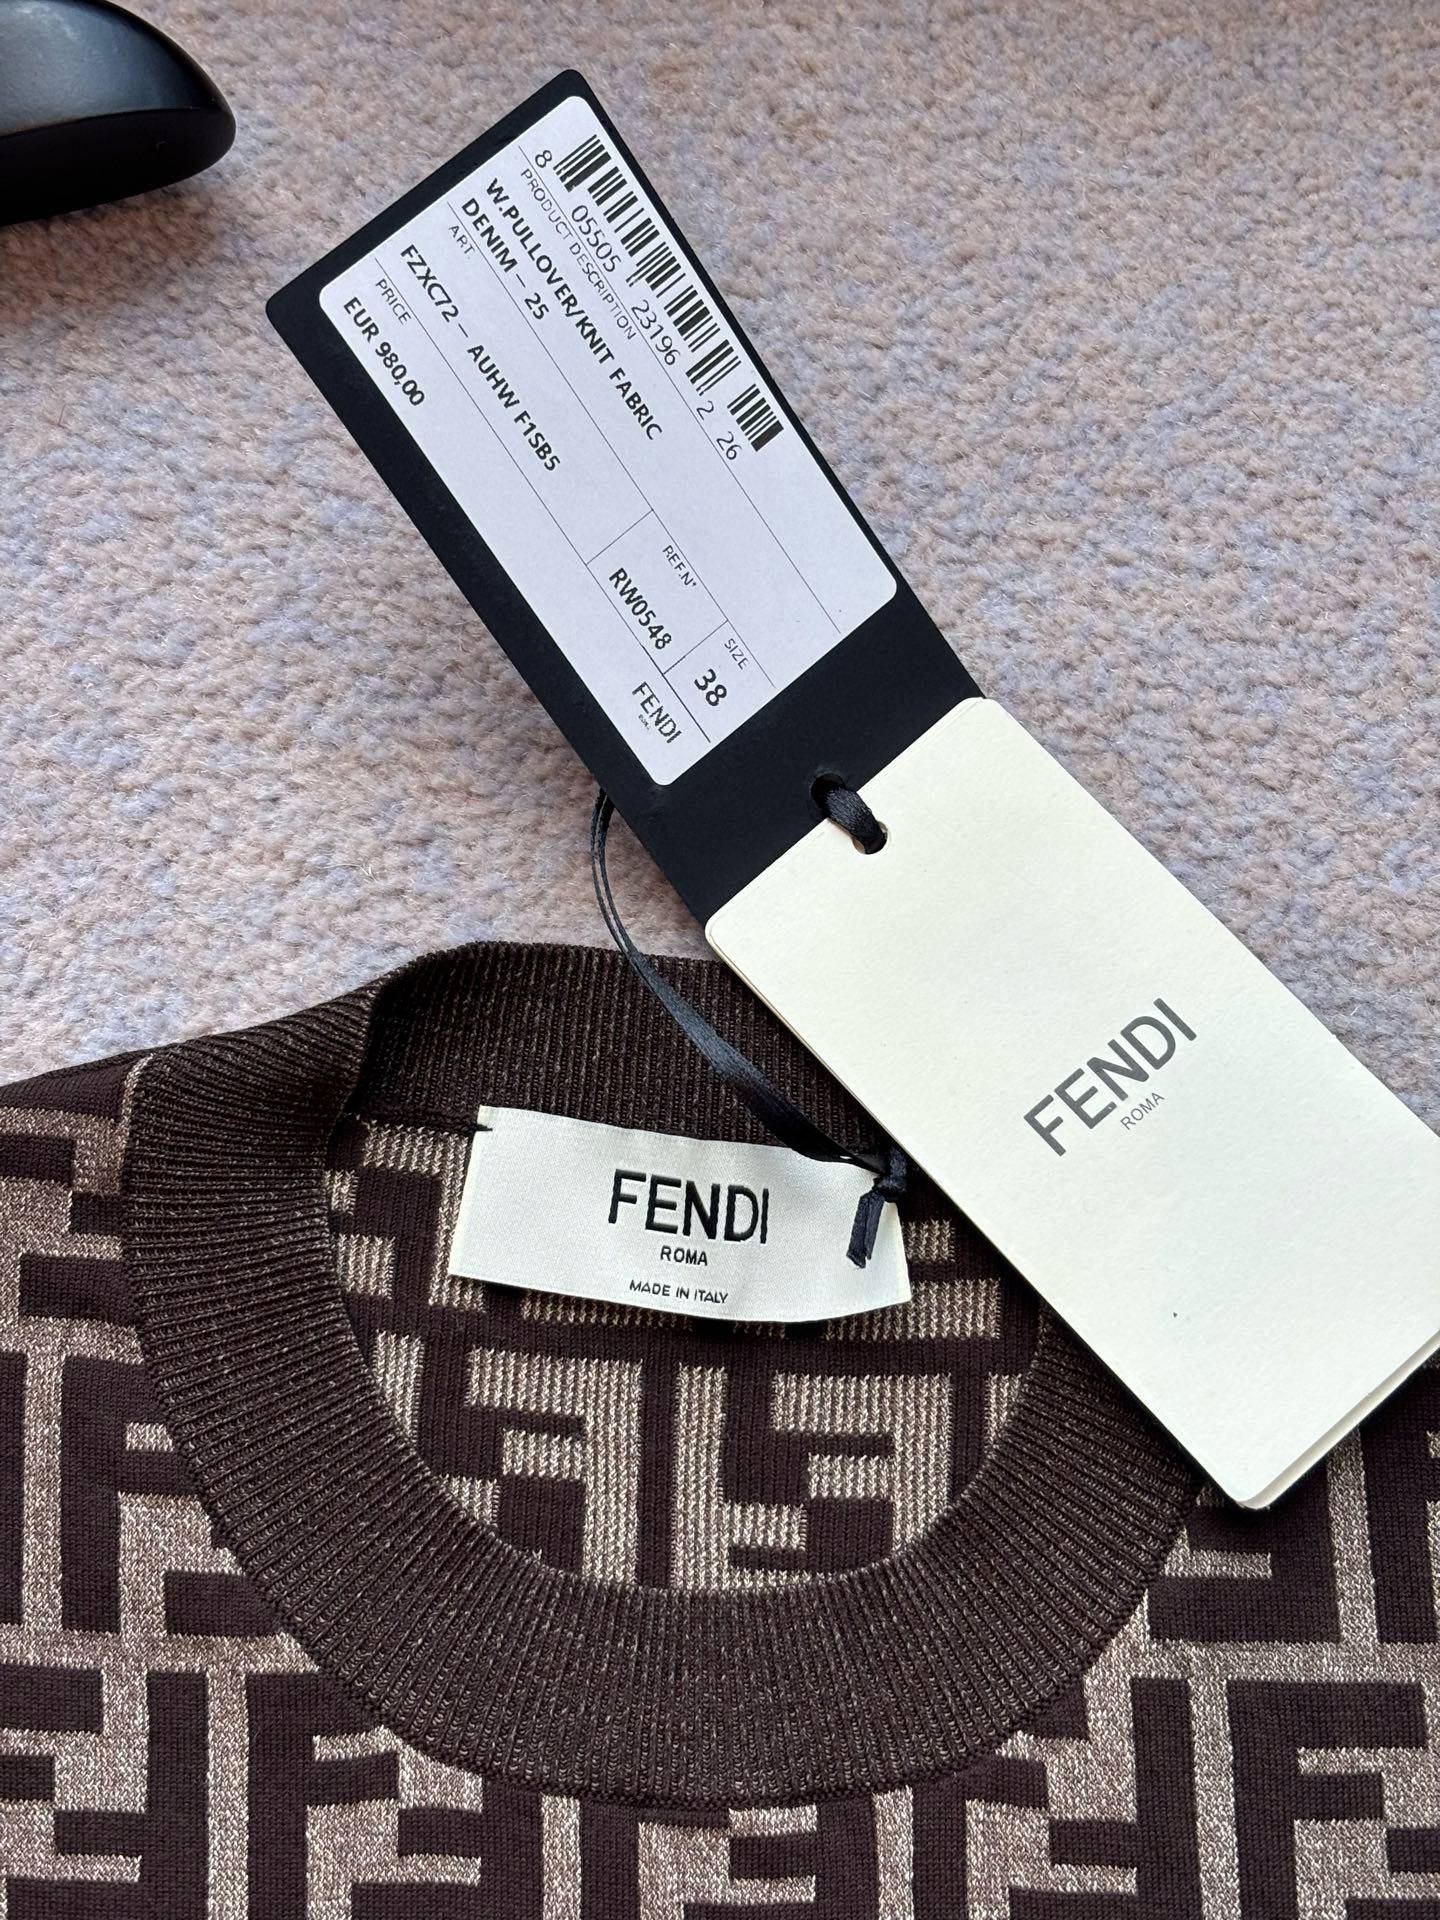 8 05505 23196 2 26
PRODUCT DESCRIPTION
W.PULLOVER/KNIT FABRIC
DENIM – 25
ART.
FZXC72 – AUHW F1SB5
REF.N°
RW0548
SIZE
38
PRICE
EUR 980,00
FENDI
FENDI
ROMA
FENDI
ROMA
MADE IN ITALY